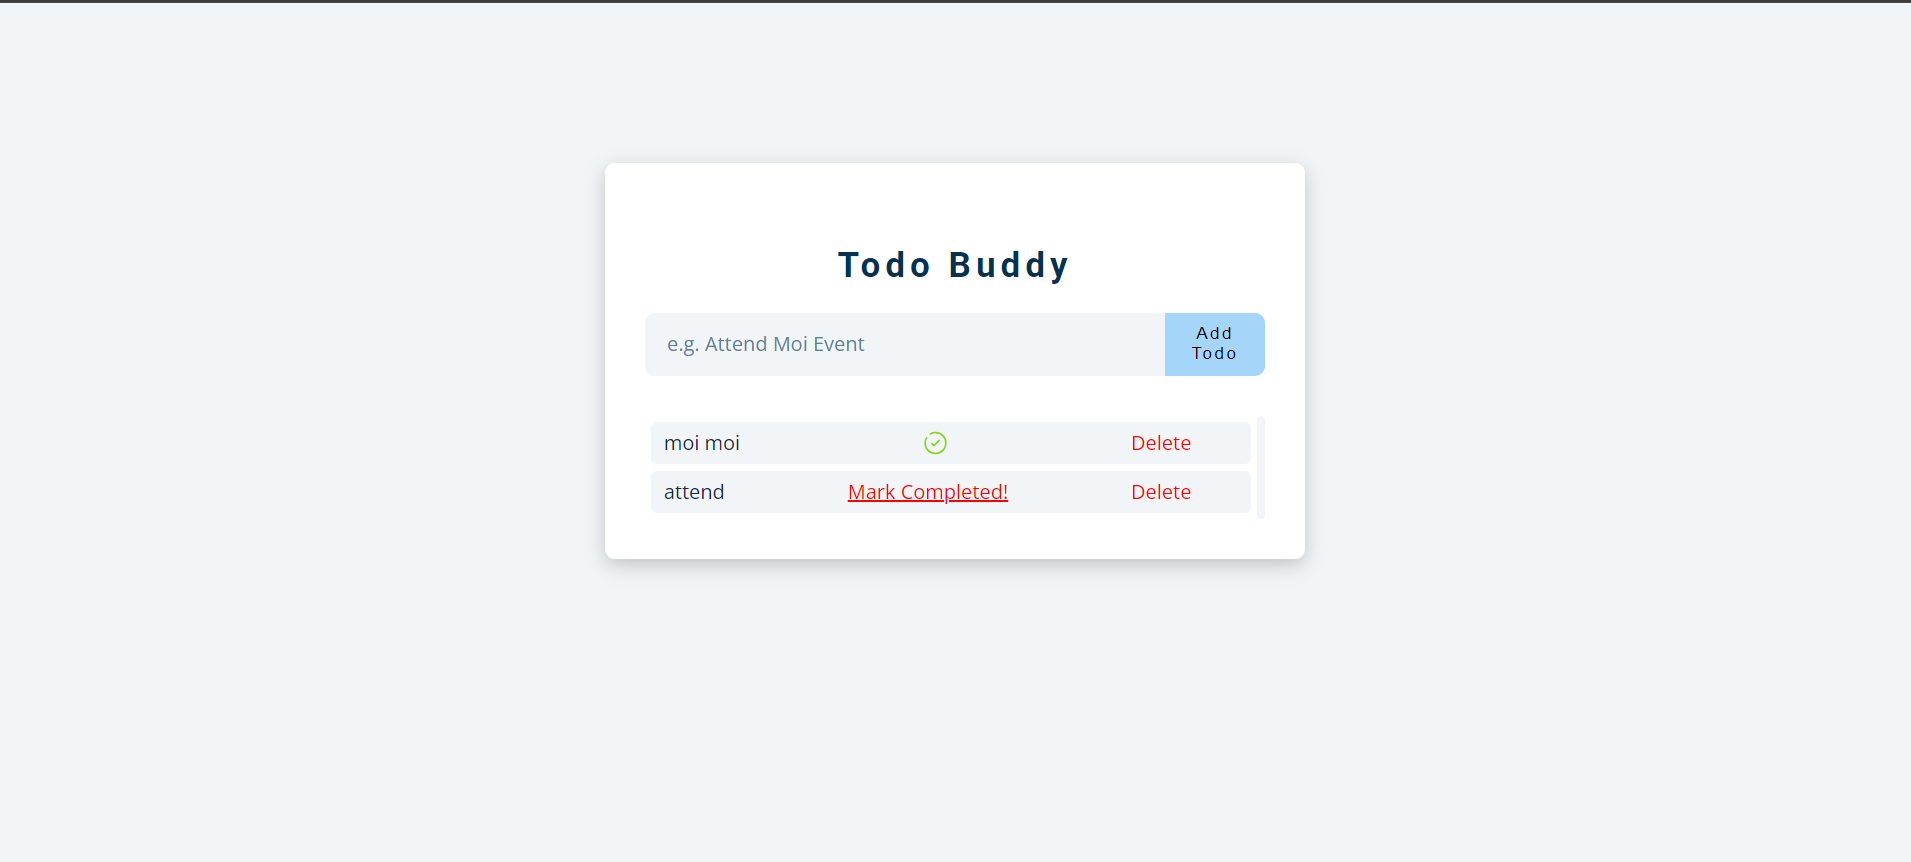 Todo Buddy
e.g. Attend Moi Event
Add
Todo
moi moi Delete
attend Mark Completed! Delete